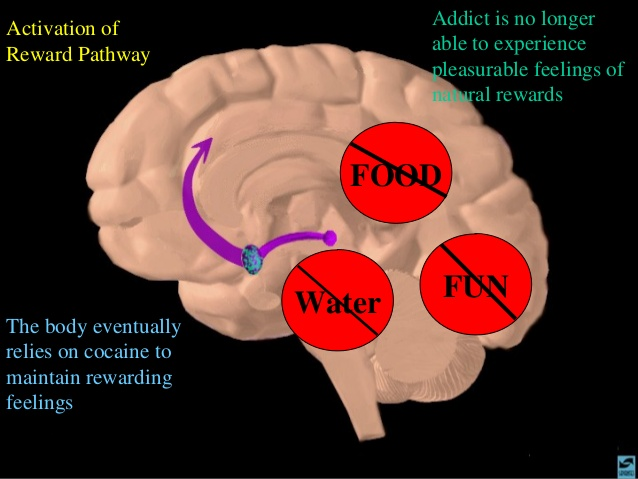 Activation of
Reward Pathway
Addict is no longer
able to experience
pleasurable feelings of
natural rewards
FOOD
Water
FUN
The body eventually
relies on cocaine to
maintain rewarding
feelings